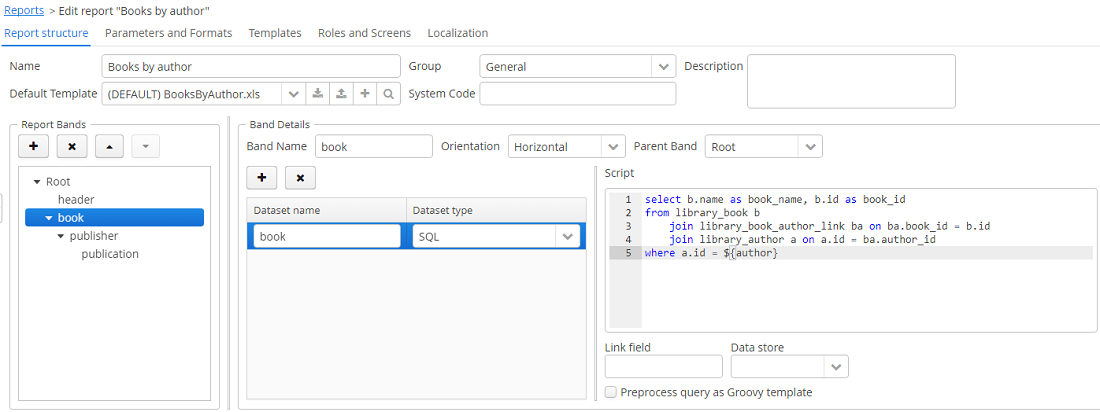 Reports > Edit report "Books by author"
Report structure Parameters and Formats Templates Roles and Screens Localization
Name Books by author Group General Description
Default Template (DEFAULT) BooksByAuthor.xls System Code
Report Bands
Root
header
book
publisher
publication
Band Details
Band Name book Orientation Horizontal Parent Band Root
Dataset name Dataset type
book SQL
Script
1 select b.name as book_name, b.id as book_id
2 from library_book b
3 join library_book_author_link ba on ba.book_id = b.id
4 join library_author a on a.id = ba.author_id
5 where a.id = ${author}
Link field Data store
Preprocess query as Groovy template